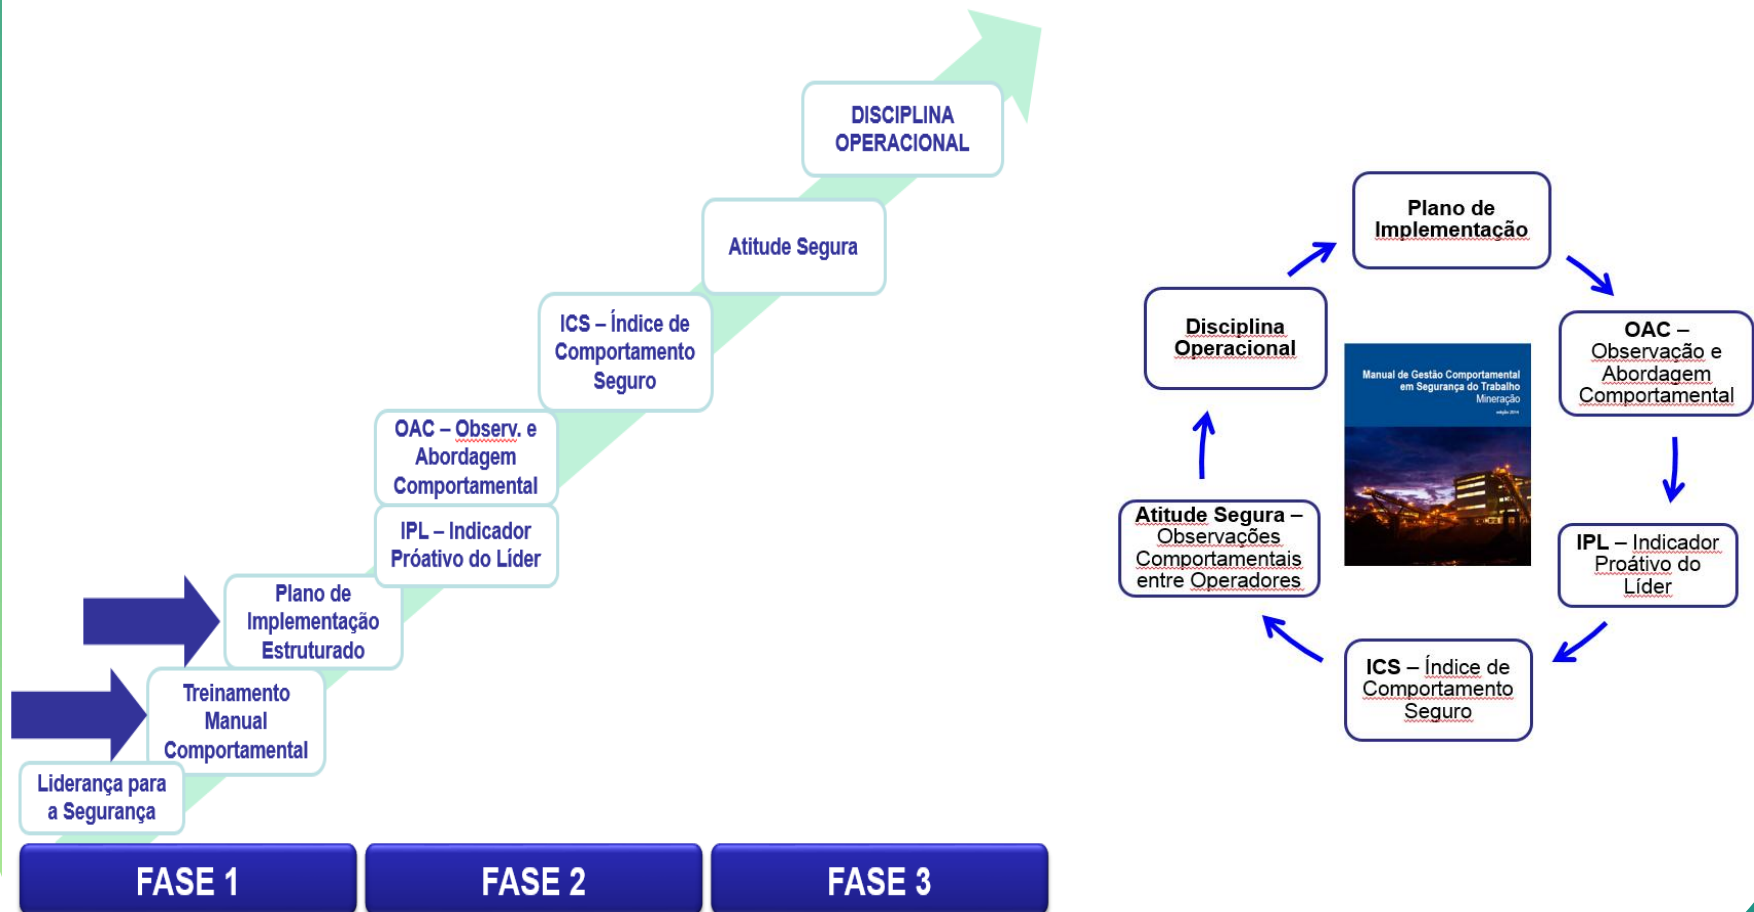 DISCIPLINA
OPERACIONAL
Atitude Segura
ICS – Índice de
Comportamento
Seguro
OAC – Observ. e
Abordagem
Comportamental
IPL – Indicador
Próativo do Líder
Plano de
Implementação
Estruturado
Treinamento
Manual
Comportamental
Liderança para
a Segurança
FASE 1
FASE 2
FASE 3
Plano de
Implementação
OAC –
Observação e
Abordagem
Comportamental
IPL – Indicador
Proátivo do
Líder
ICS – Índice de
Comportamento
Seguro
Atitude Segura –
Observações
Comportamentais
entre Operadores
Disciplina
Operacional
Manual de Gestão Comportamental
em Segurança do Trabalho
Mineração
edição 2014